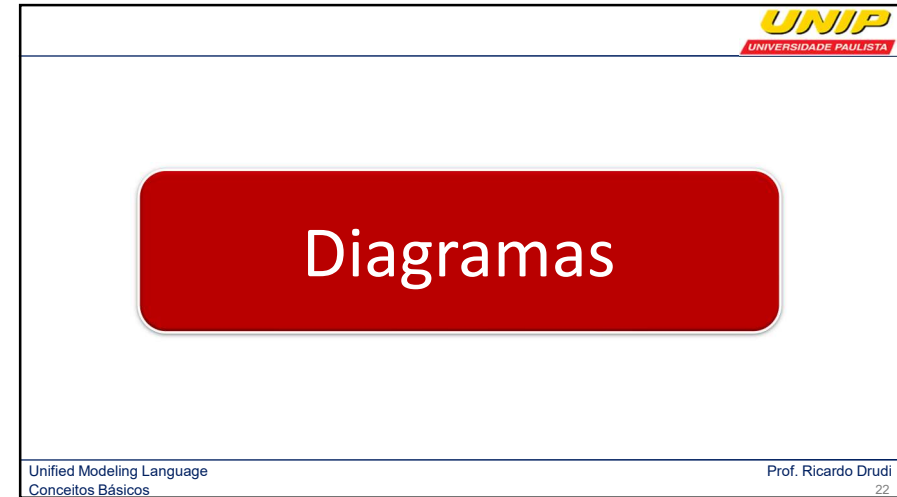 UNIP
UNIVERSIDADE PAULISTA
Diagramas
Unified Modeling Language
Conceitos Básicos
Prof. Ricardo Drudi
22